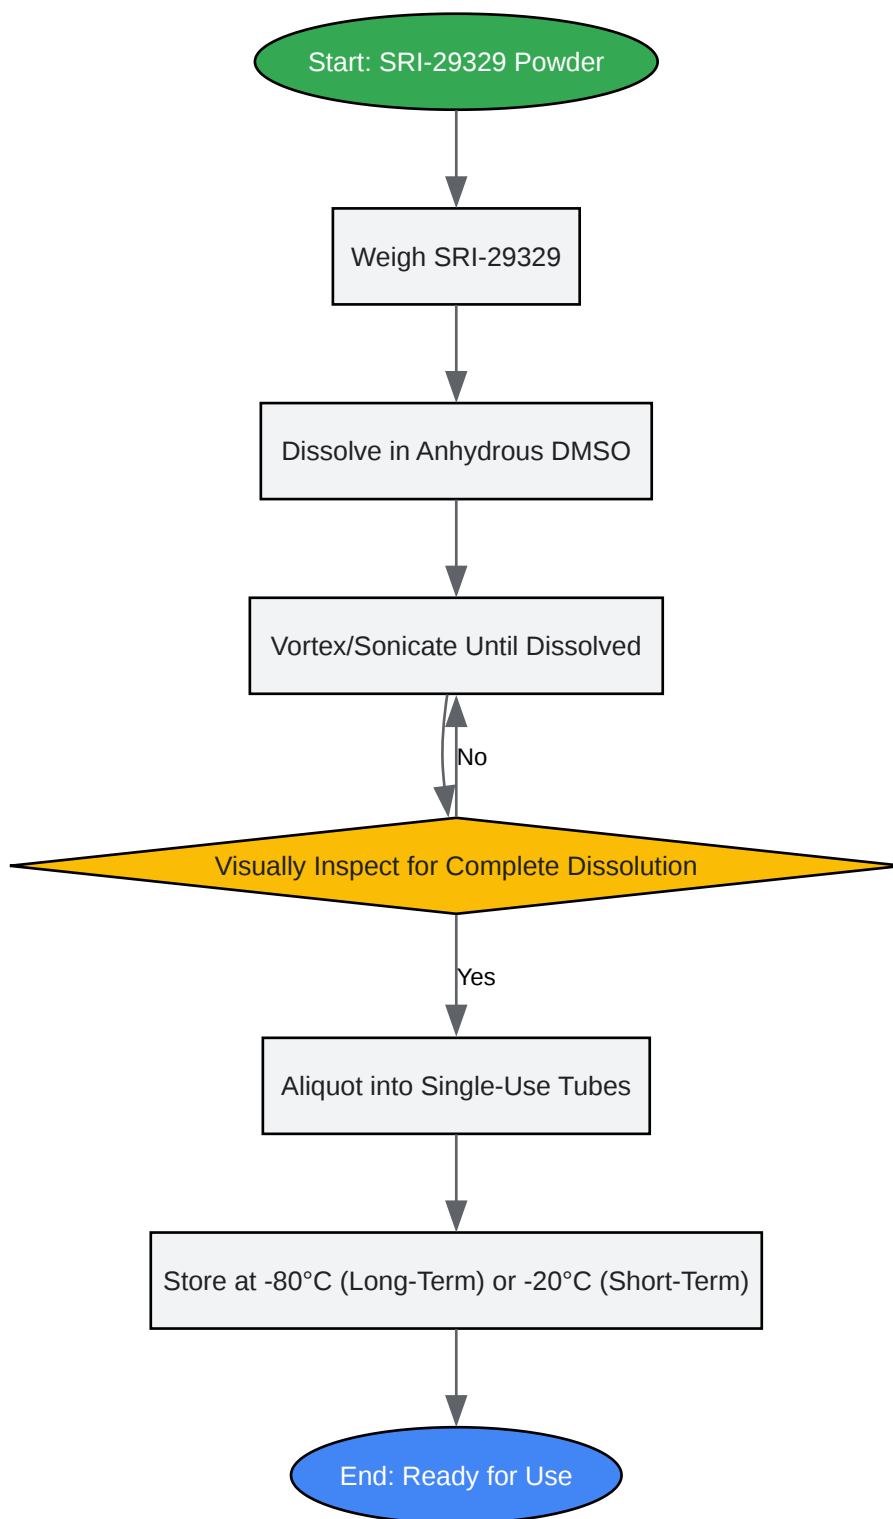 Start: SRI-29329 Powder
Weigh SRI-29329
Dissolve in Anhydrous DMSO
Vortex/Sonicate Until Dissolved
No
Visually Inspect for Complete Dissolution
Yes
Aliquot into Single-Use Tubes
Store at -80°C (Long-Term) or -20°C (Short-Term)
End: Ready for Use